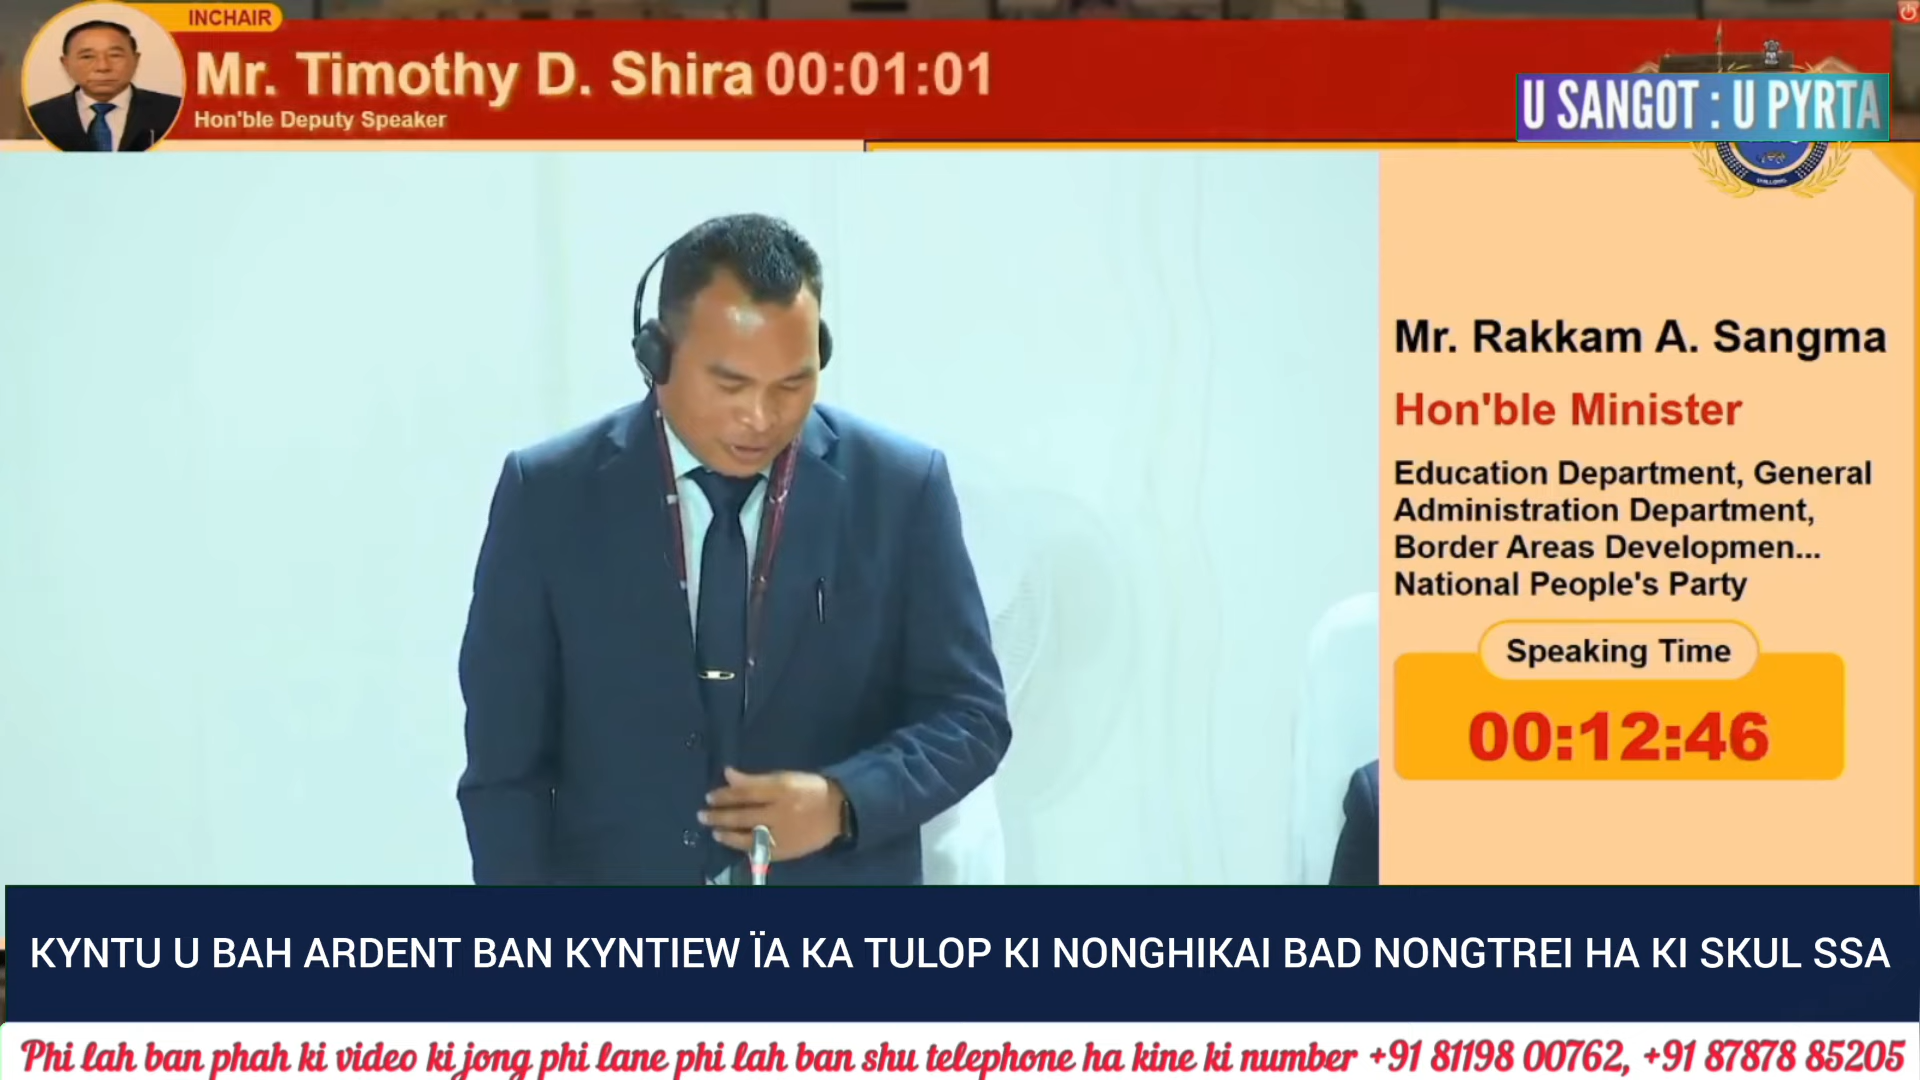 INCHAIR
Mr. Timothy D. Shira 00:01:01
Hon'ble Deputy Speaker
U SANGOT : U PYRTA
Mr. Rakkam A. Sangma
Hon'ble Minister
Education Department, General
Administration Department,
Border Areas Developmen...
National People's Party
Speaking Time
00:12:46
KYNTU U BAH ARDENT BAN KYNTIEW ÏA KA TULOP KI NONGHIKAI BAD NONGTREI HA KI SKUL SSA
Phi lah ban phah ki video ki jong phi lane phi lah ban shu telephone ha kine ki number +91 81198 00762, +91 87878 85205